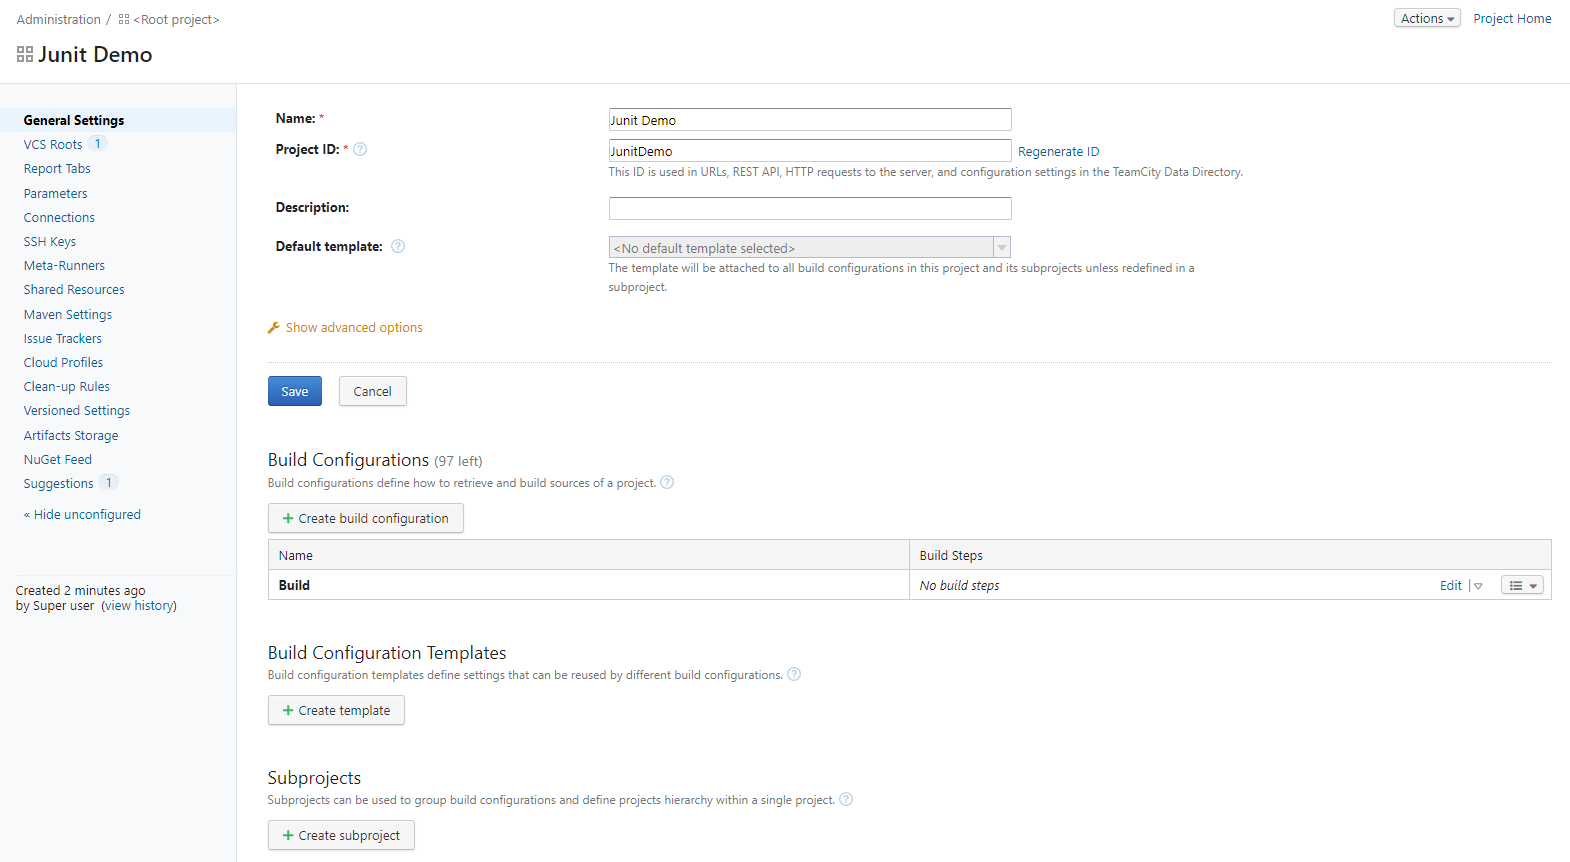 Administration / <Root project>
Actions
Project Home
Junit Demo
General Settings
VCS Roots 1
Report Tabs
Parameters
Connections
SSH Keys
Meta-Runners
Shared Resources
Maven Settings
Issue Trackers
Cloud Profiles
Clean-up Rules
Versioned Settings
Artifacts Storage
NuGet Feed
Suggestions 1
« Hide unconfigured
Created 2 minutes ago
by Super user (view history)
Name: *
Junit Demo
Project ID: * ?
JunitDemo
Regenerate ID
This ID is used in URLs, REST API, HTTP requests to the server, and configuration settings in the TeamCity Data Directory.
Description:
Default template: ?
<No default template selected>
The template will be attached to all build configurations in this project and its subprojects unless redefined in a
subproject.
Show advanced options
Save
Cancel
Build Configurations (97 left)
Build configurations define how to retrieve and build sources of a project. ?
+ Create build configuration
Name
Build Steps
Build
No build steps
Edit
Build Configuration Templates
Build configuration templates define settings that can be reused by different build configurations. ?
+ Create template
Subprojects
Subprojects can be used to group build configurations and define projects hierarchy within a single project. ?
+ Create subproject